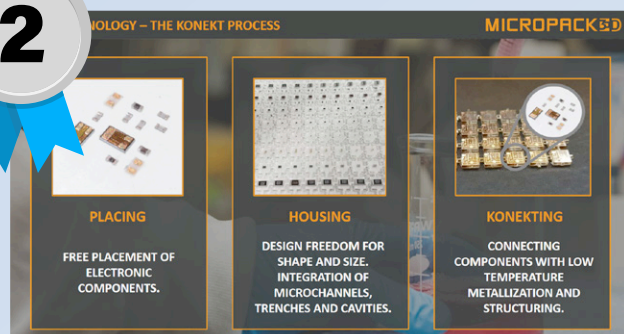 2
NOLOGY – THE KONEKT PROCESS
MICROPACK3D
PLACING
FREE PLACEMENT OF
ELECTRONIC
COMPONENTS.
HOUSING
DESIGN FREEDOM FOR
SHAPE AND SIZE.
INTEGRATION OF
MICROCHANNELS,
TRENCHES AND CAVITIES.
KONEKTING
CONNECTING
COMPONENTS WITH LOW
TEMPERATURE
METALLIZATION AND
STRUCTURING.